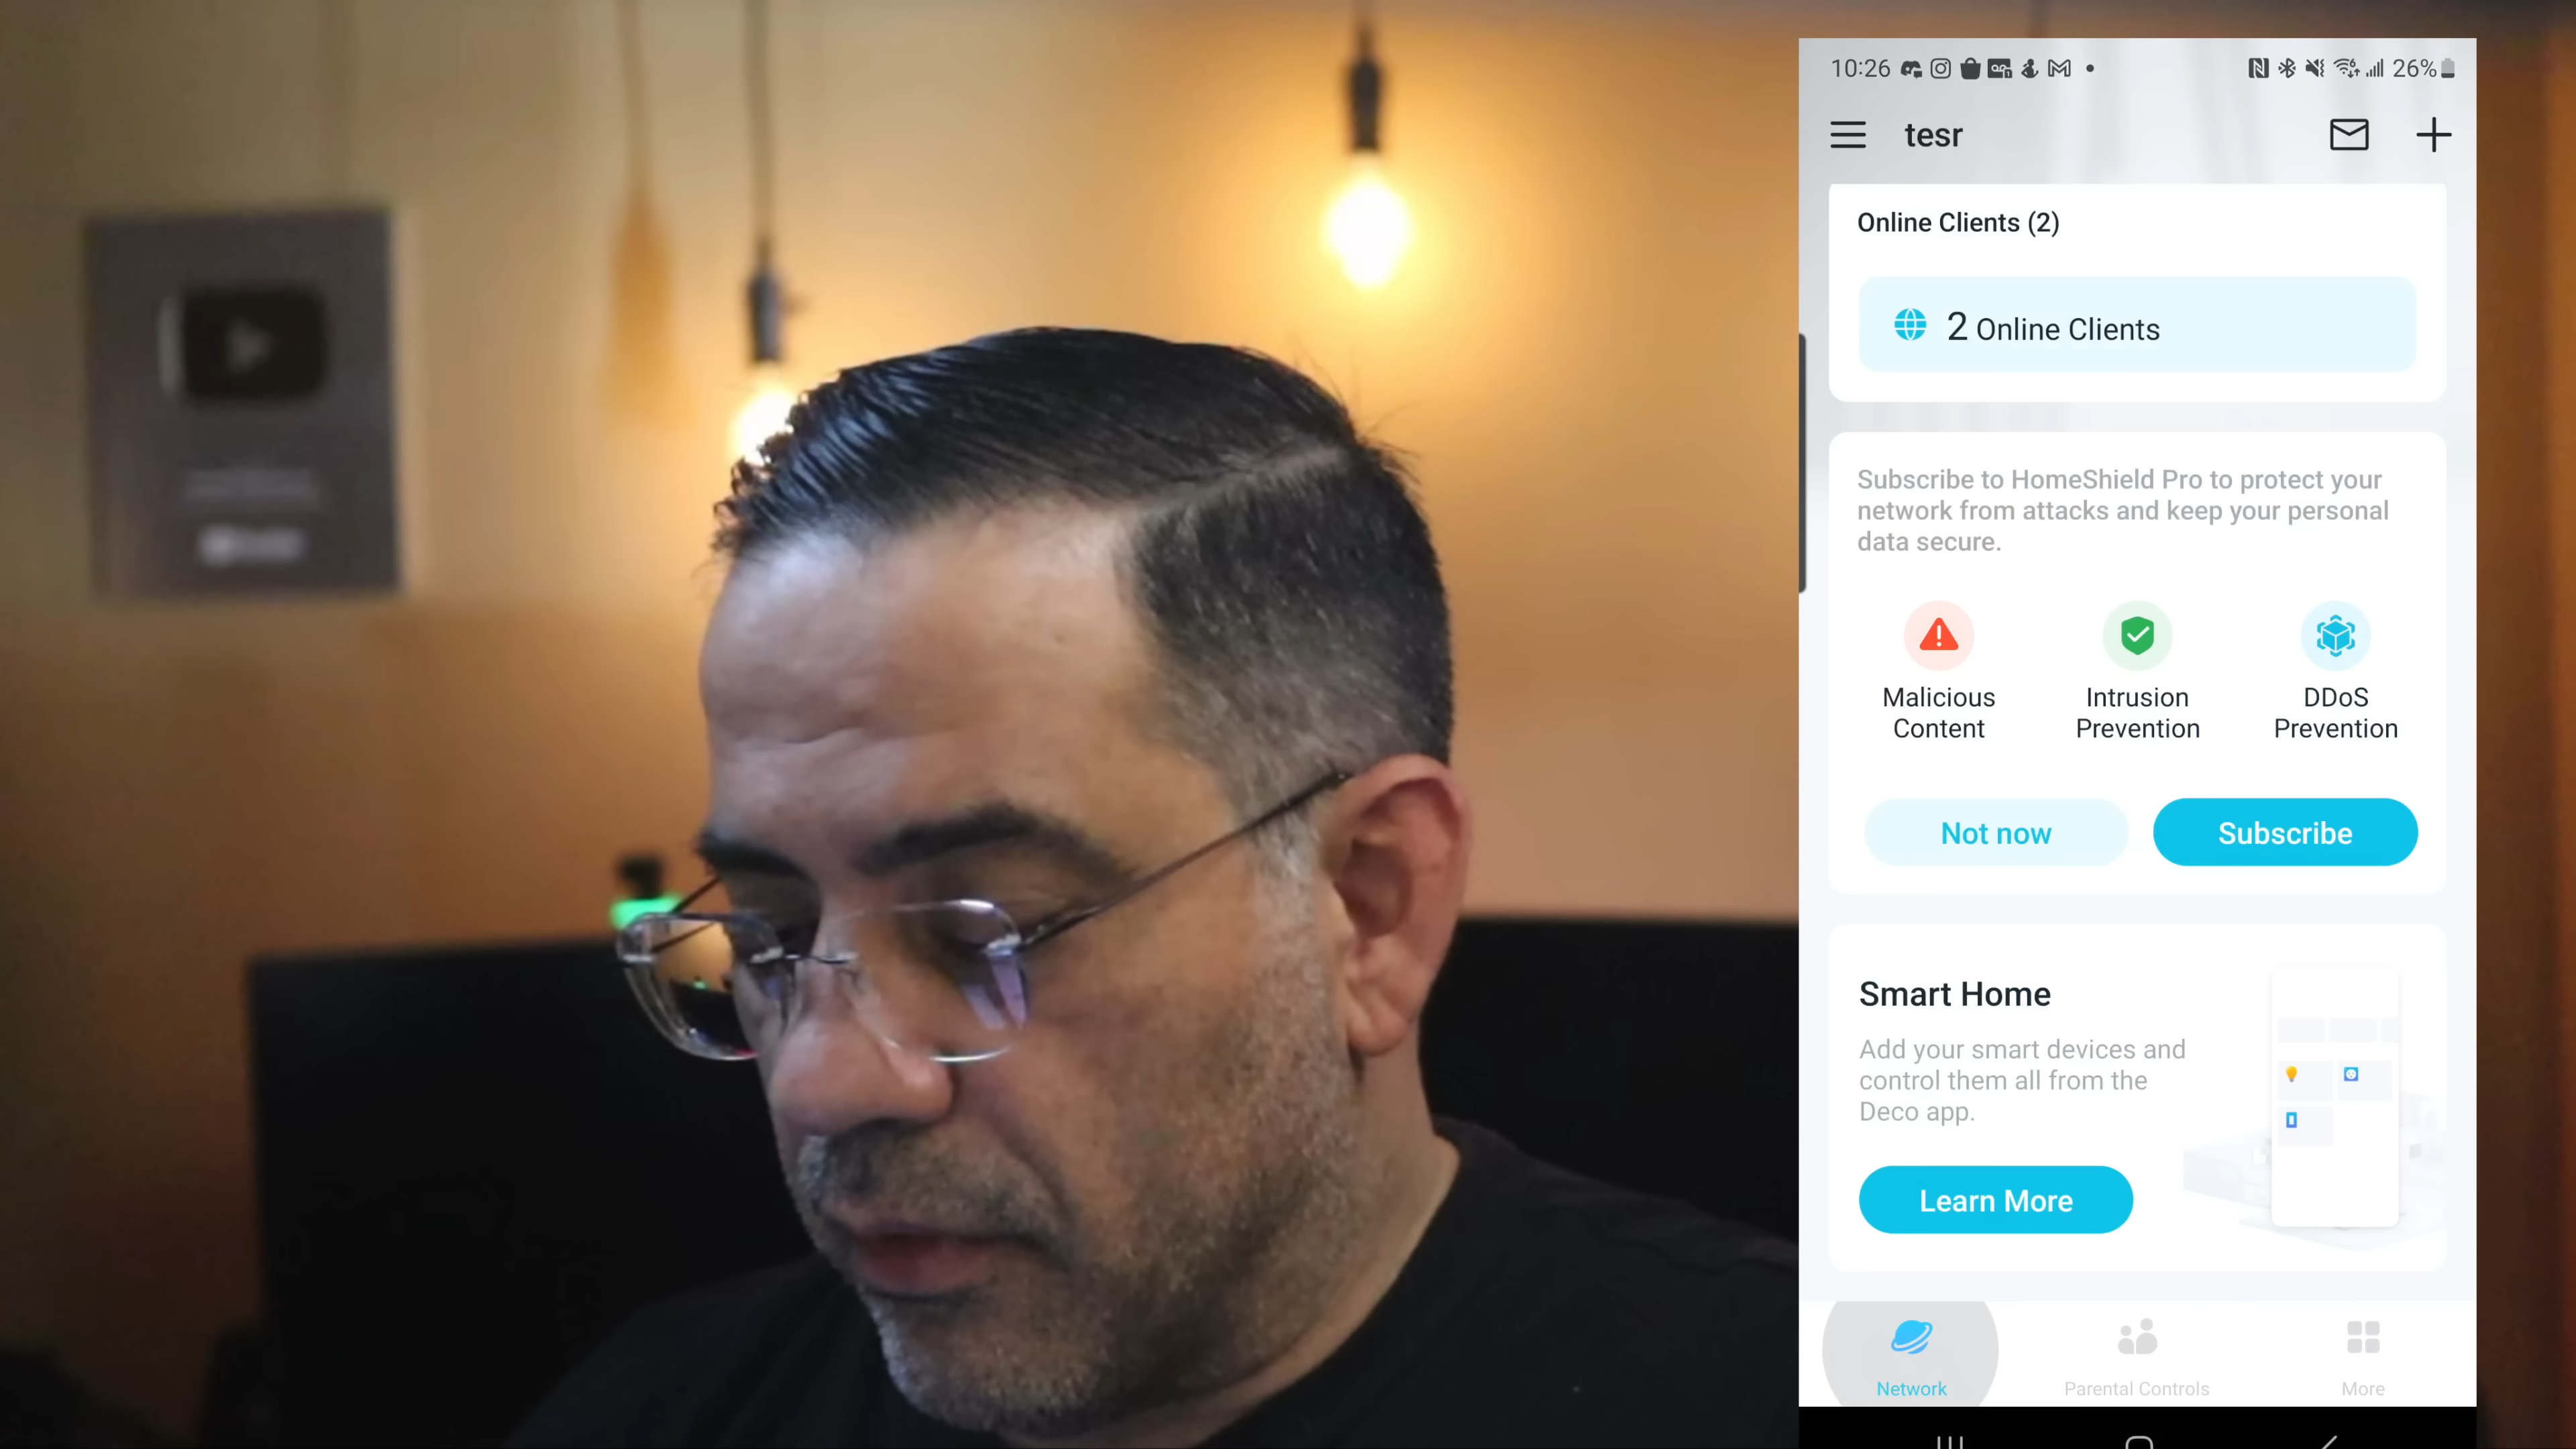 10:26
26%
tesr
Online Clients (2)
2 Online Clients
Subscribe to HomeShield Pro to protect your
network from attacks and keep your personal
data secure.
Malicious
Content
Intrusion
Prevention
DDoS
Prevention
Not now
Subscribe
Smart Home
Add your smart devices and
control them all from the
Deco app.
Learn More
Network
Parental Controls
More